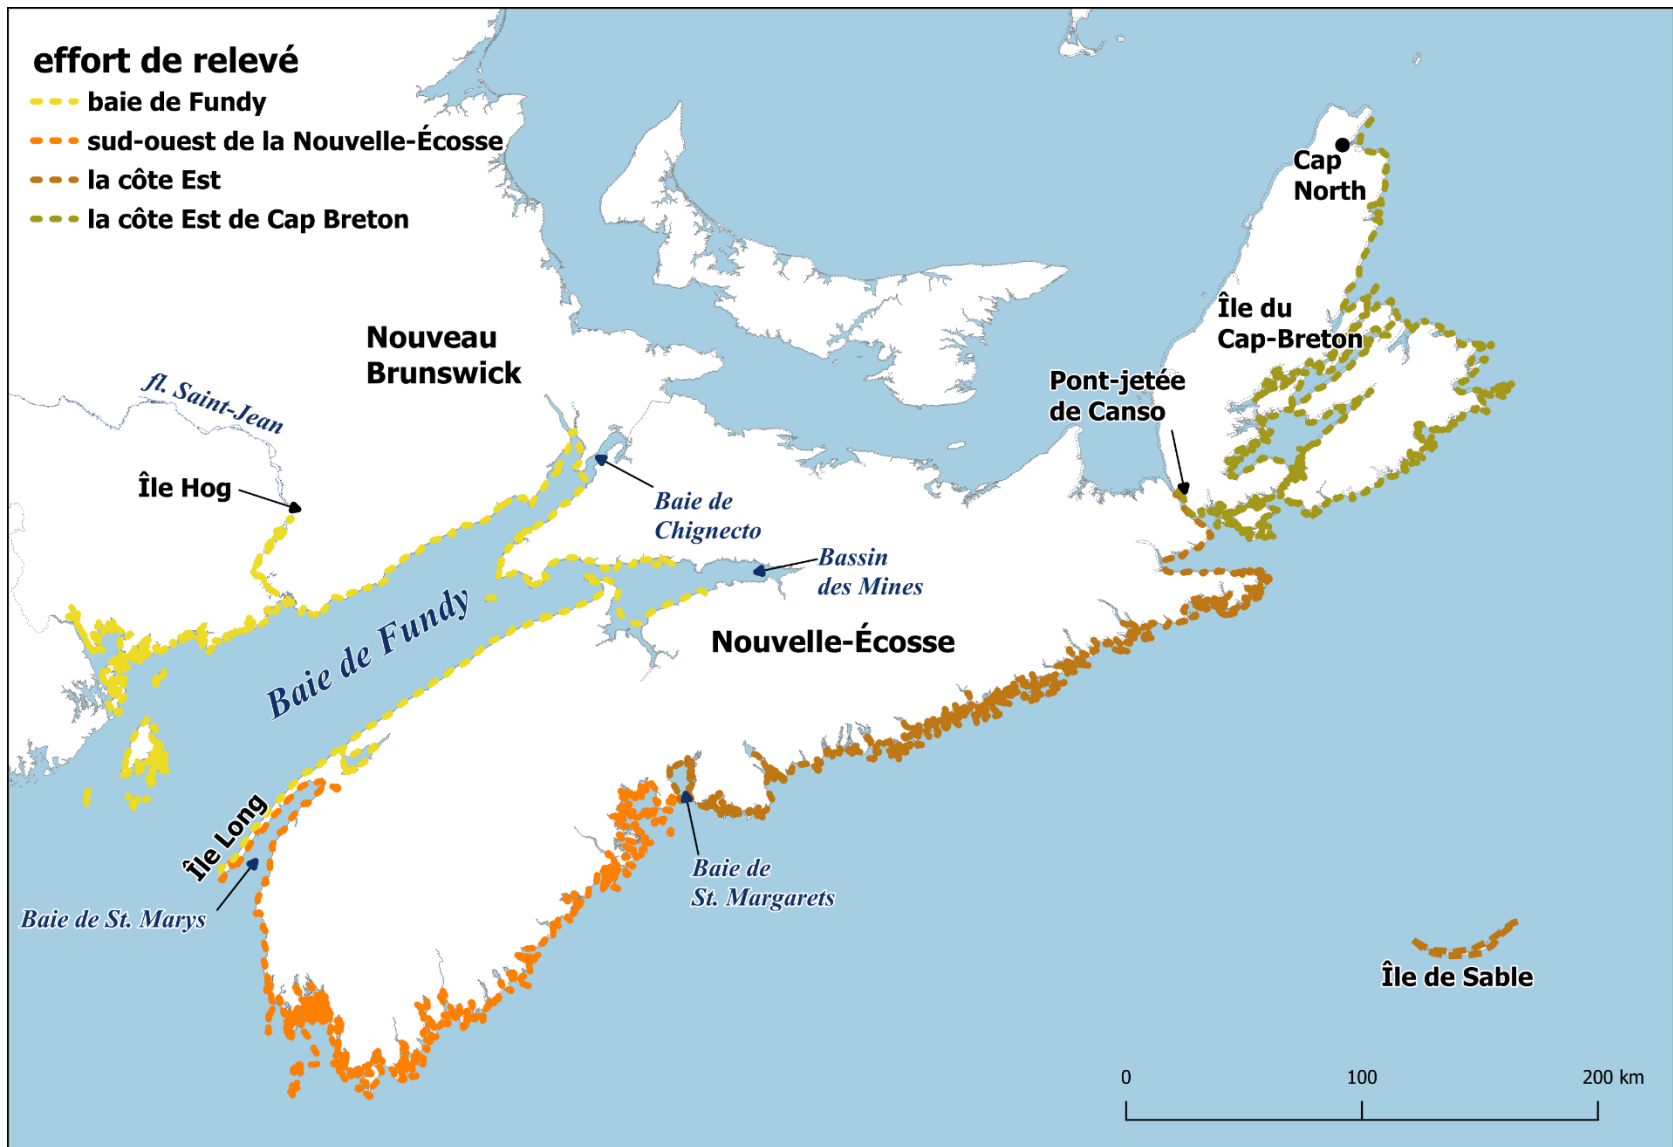 effort de relevé
baie de Fundy
sud-ouest de la Nouvelle-Écosse
la côte Est
la côte Est de Cap Breton
Cap
North
Île du
Cap-Breton
Nouveau
Brunswick
Pont-jetée
de Canso
fl. Saint-Jean
Île Hog
Baie de
Chignecto
Bassin
des Mines
Baie de Fundy
Nouvelle-Écosse
Île Long
Baie de
St. Margarets
Baie de St. Marys
Île de Sable
0 100 200 km